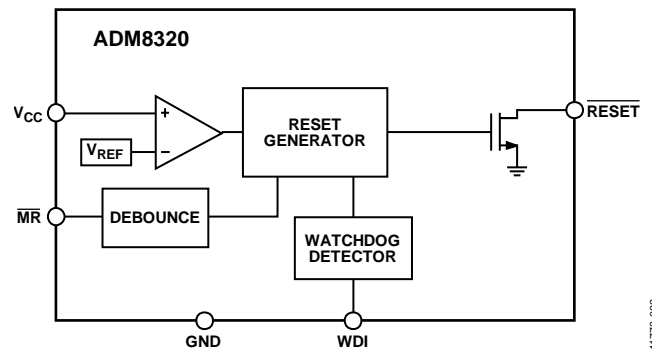 ADM8320
VCC
+
VREF
−
RESET
GENERATOR
RESET
MR
DEBOUNCE
WATCHDOG
DETECTOR
GND
WDI